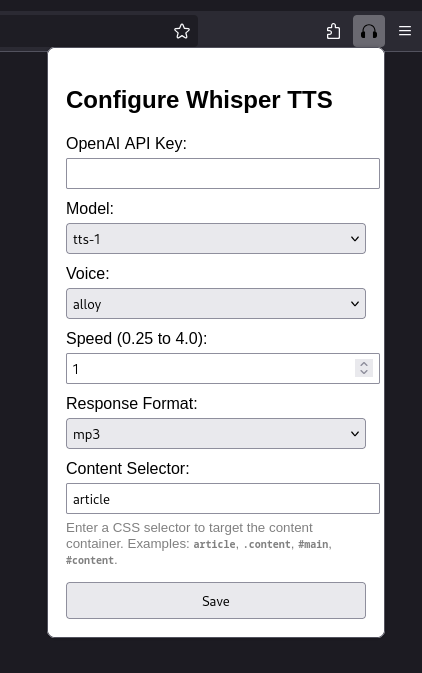 Configure Whisper TTS
OpenAI API Key:
Model:
tts-1
Voice:
alloy
Speed (0.25 to 4.0):
1
Response Format:
mp3
Content Selector:
article
Enter a CSS selector to target the content
container. Examples: article, .content, #main,
#content.
Save